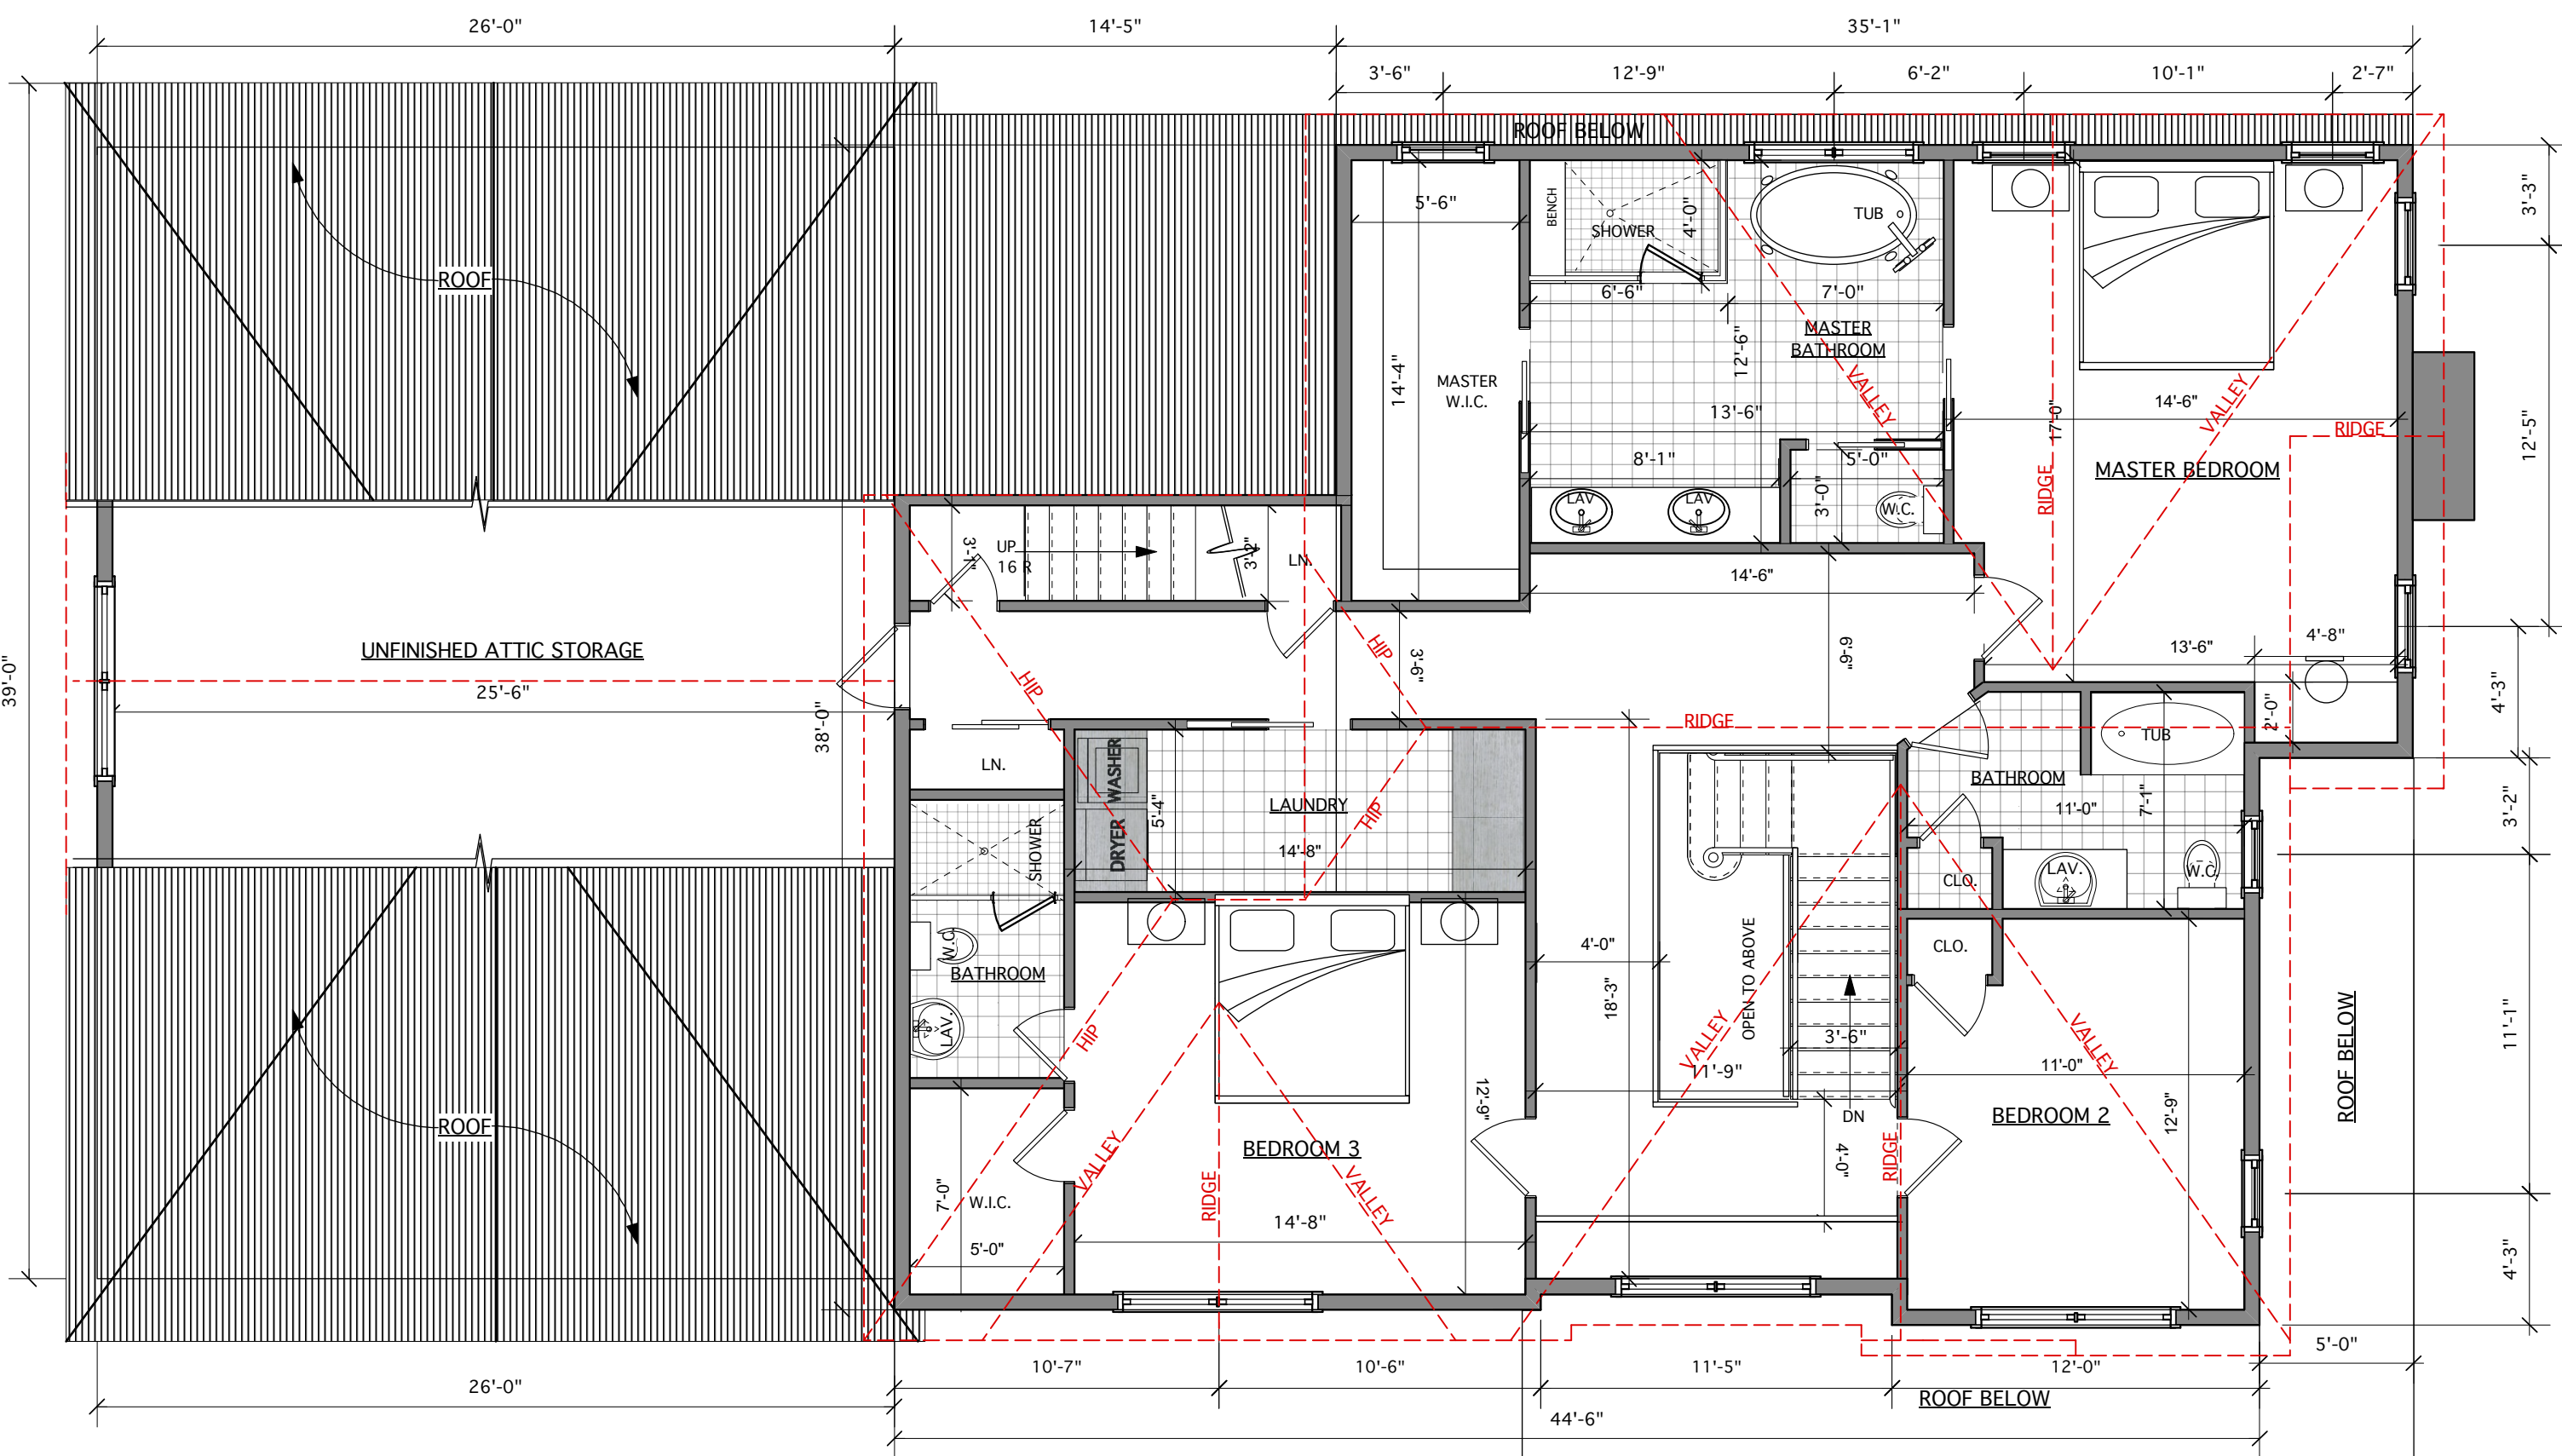 26'-0"
14'-5"
35'-1"
3'-6"
12'-9"
6'-2"
10'-1"
2'-7"
ROOF BELOW
BENCH
SHOWER
4'-0"
TUB
5'-6"
3'-3"
ROOF
6'-6"
7'-0"
MASTER
BATHROOM
12'-6"
14'-4"
MASTER
W.I.C.
VALLEY
13'-6"
14'-6"
17'-0"
VALLEY
RIDGE
12'-5"
8'-1"
5'-0"
MASTER BEDROOM
RIDGE
LAV
LAV
3'-0"
W.C.
3'-1"
UP
16 R
3'-2"
LN.
14'-6"
UNFINISHED ATTIC STORAGE
25'-6"
39'-0"
38'-0"
HIP
HIP
3'-6"
9'-6"
13'-6"
4'-8"
4'-3"
2'-0"
RIDGE
TUB
LN.
WASHER
DRYER
5'-4"
LAUNDRY
HIP
14'-8"
SHOWER
BATHROOM
11'-0"
7'-1"
3'-2"
CLO.
LAV.
W.C.
W.C.
BATHROOM
LAV.
HIP
4'-0"
18'-3"
OPEN TO ABOVE
VALLEY
3'-6"
11'-9"
CLO.
VALLEY
11'-0"
11'-1"
ROOF BELOW
ROOF
12'-9"
DN
BEDROOM 2
12'-9"
BEDROOM 3
VALLEY
RIDGE
VALLEY
4'-0"
RIDGE
7'-0"
W.I.C.
5'-0"
14'-8"
4'-3"
10'-7"
10'-6"
11'-5"
12'-0"
5'-0"
26'-0"
ROOF BELOW
44'-6"